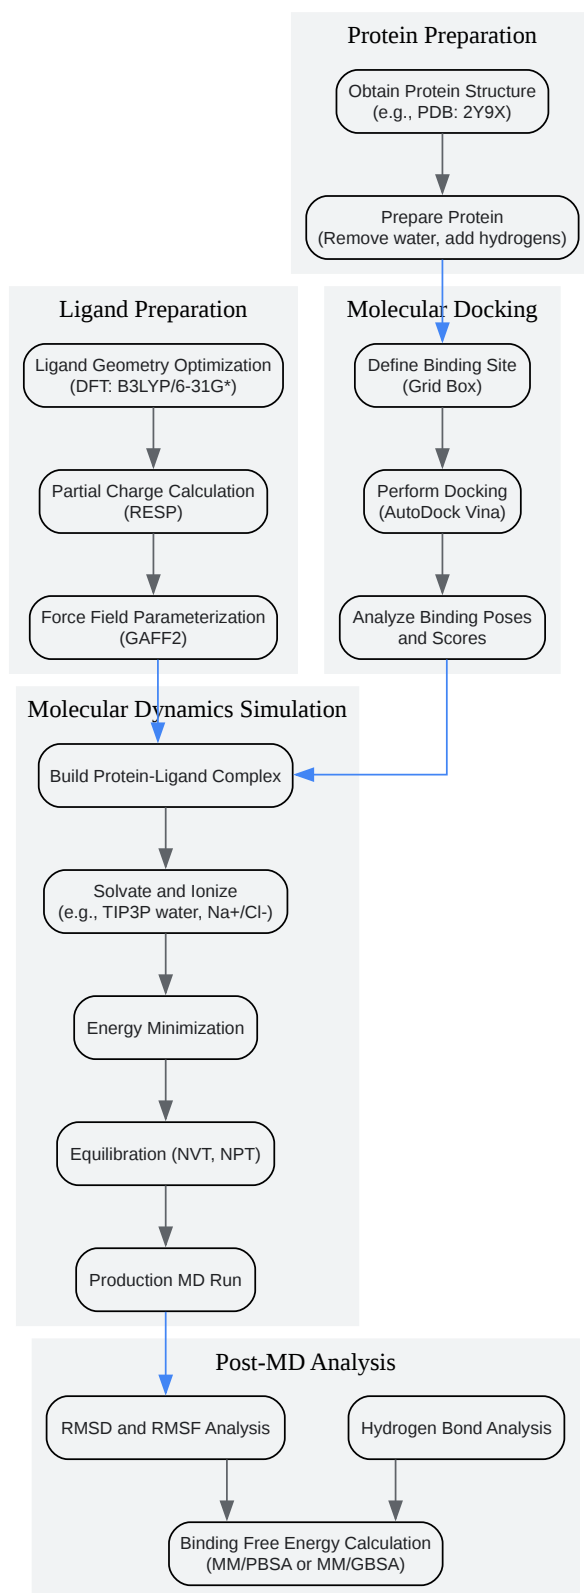 Protein Preparation
Obtain Protein Structure
(e.g., PDB: 2Y9X)
Prepare Protein
(Remove water, add hydrogens)
Ligand Preparation
Ligand Geometry Optimization
(DFT: B3LYP/6-31G*)
Partial Charge Calculation
(RESP)
Force Field Parameterization
(GAFF2)
Molecular Docking
Define Binding Site
(Grid Box)
Perform Docking
(AutoDock Vina)
Analyze Binding Poses
and Scores
Molecular Dynamics Simulation
Build Protein-Ligand Complex
Solvate and Ionize
(e.g., TIP3P water, Na+/Cl-)
Energy Minimization
Equilibration (NVT, NPT)
Production MD Run
Post-MD Analysis
RMSD and RMSF Analysis
Hydrogen Bond Analysis
Binding Free Energy Calculation
(MM/PBSA or MM/GBSA)